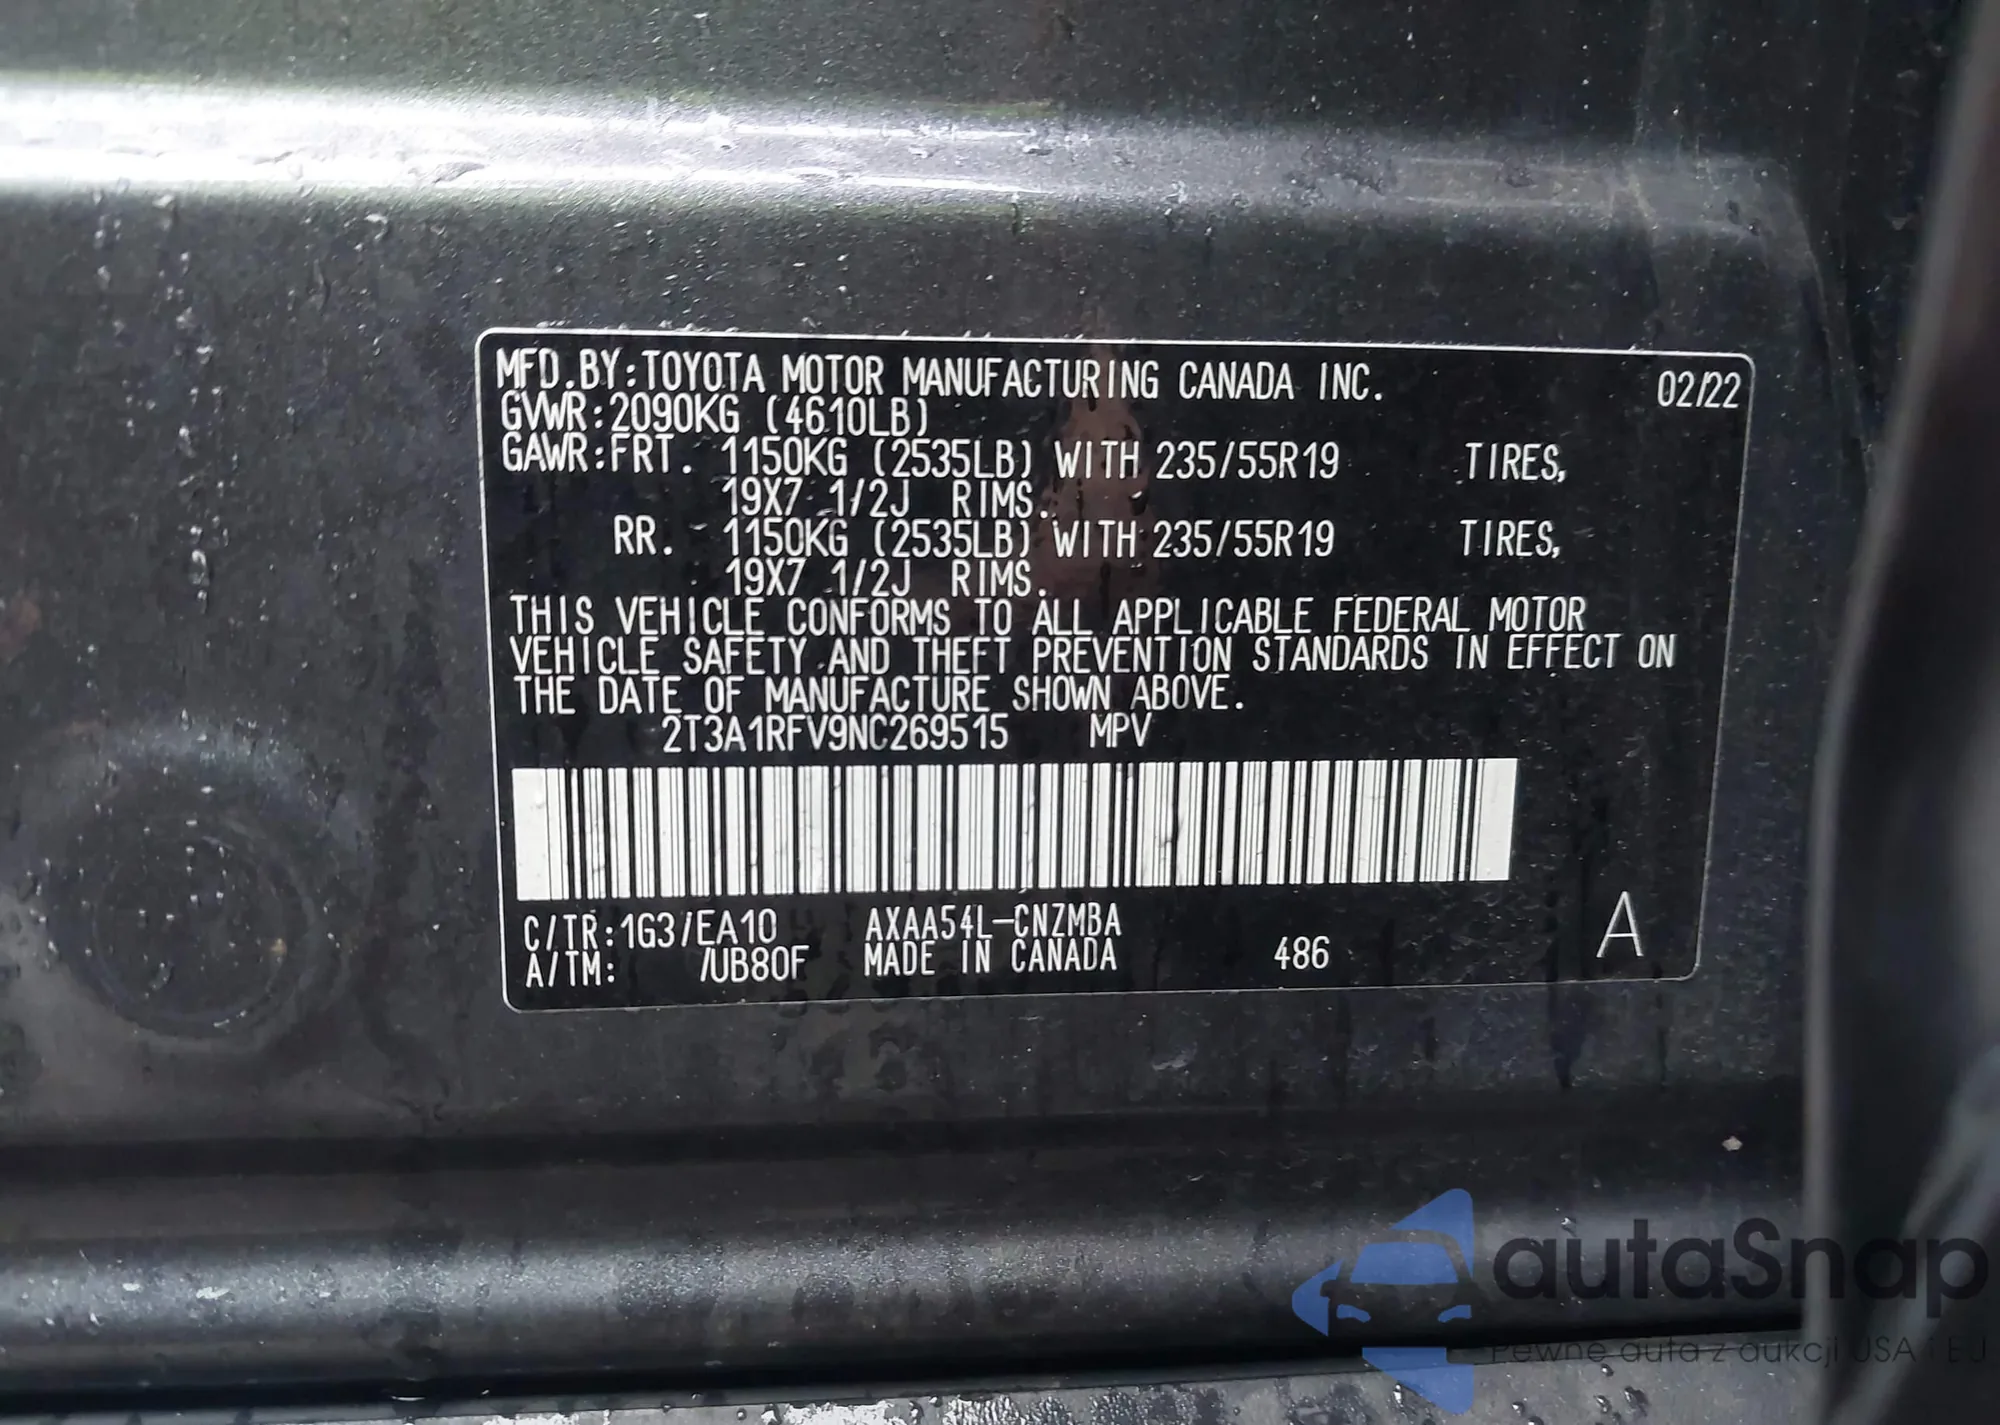 MFD.BY:TOYOTA MOTOR MANUFACTURING CANADA INC. 02/22
GVWR:2090KG (4610LB)
GAWR:FRT. 1150KG (2535LB) WITH 235/55R19 TIRES,
19X7 1/2J RIMS.
RR. 1150KG (2535LB) WITH 235/55R19 TIRES,
19X7 1/2J RIMS.
THIS VEHICLE CONFORMS TO ALL APPLICABLE FEDERAL MOTOR
VEHICLE SAFETY AND THEFT PREVENTION STANDARDS IN EFFECT ON
THE DATE OF MANUFACTURE SHOWN ABOVE.
2T3A1RFV9NC269515 MPV
C/TR:1G3/EA10 AXAA54L-CNZMBA
A/TM: /UB80F MADE IN CANADA 486 A
autaSnap
Pewne auta z aukcji USA i EU